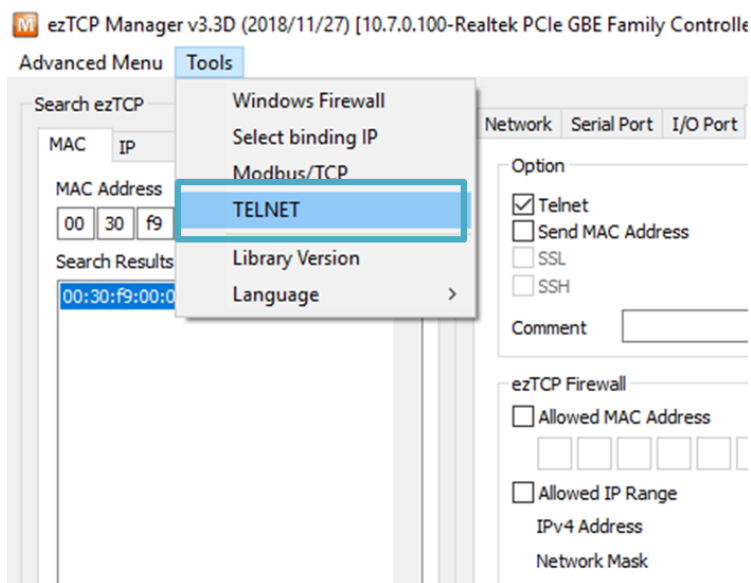 ezTCP Manager v3.3D (2018/11/27) [10.7.0.100-Realtek PCIe GBE Family Controlle
Advanced Menu Tools
Windows Firewall
Select binding IP
Modbus/TCP
TELNET
Library Version
Language
Search ezTCP
MAC IP
MAC Address
00 30 f9
Search Results
00:30:f9:00:0
Network Serial Port I/O Port
Option
Telnet
Send MAC Address
SSL
SSH
Comment
ezTCP Firewall
Allowed MAC Address
Allowed IP Range
IPv4 Address
Network Mask